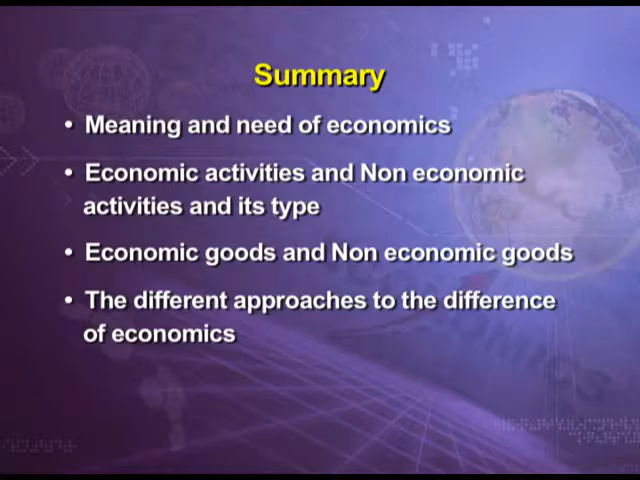 Summary
• Meaning and need of economics
• Economic activities and Non economic
activities and its type
• Economic goods and Non economic goods
• The different approaches to the difference
of economics